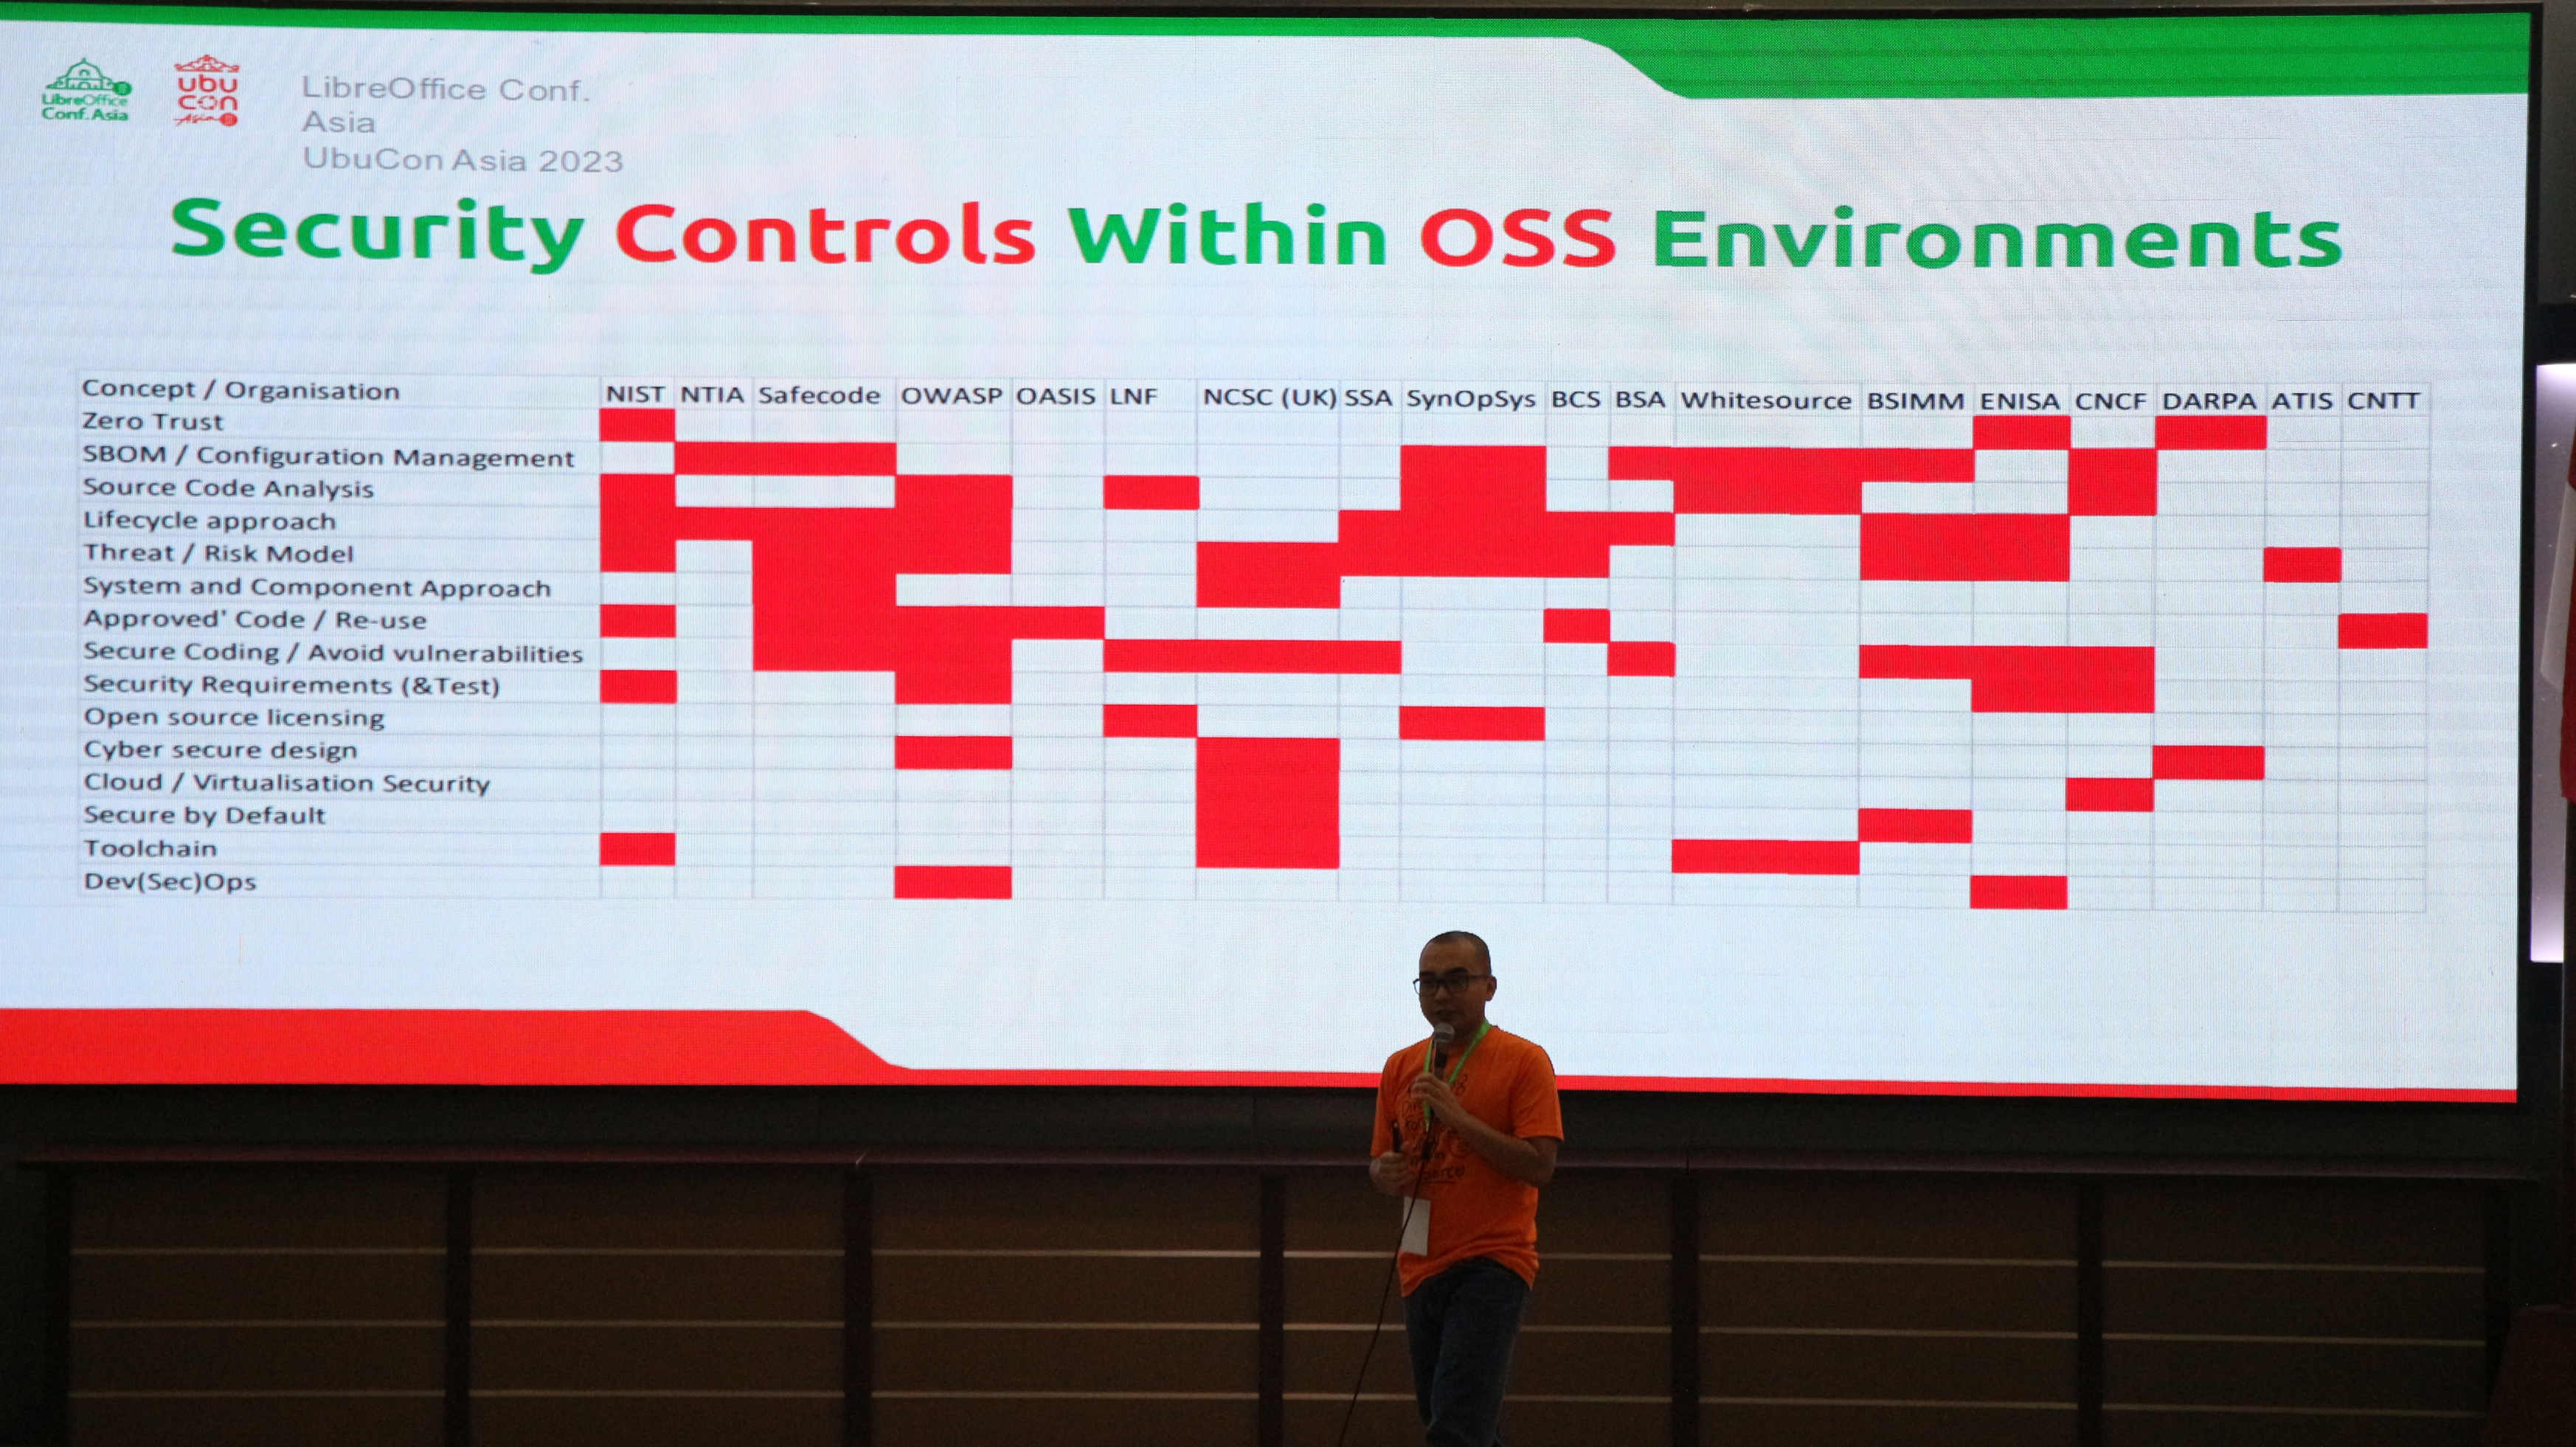 LibreOffice
Conf.Asia
ubu
con
Asia
LibreOffice Conf.
Asia
UbuCon Asia 2023
Security Controls Within OSS Environments
Concept / Organisation NIST NTIA Safecode OWASP OASIS LNF NCSC (UK) SSA SynOpSys BCS BSA Whitesource BSIMM ENISA CNCF DARPA ATIS CNTT
Zero Trust
SBOM / Configuration Management
Source Code Analysis
Lifecycle approach
Threat / Risk Model
System and Component Approach
Approved' Code / Re-use
Secure Coding / Avoid vulnerabilities
Security Requirements (&Test)
Open source licensing
Cyber secure design
Cloud / Virtualisation Security
Secure by Default
Toolchain
Dev(Sec)Ops